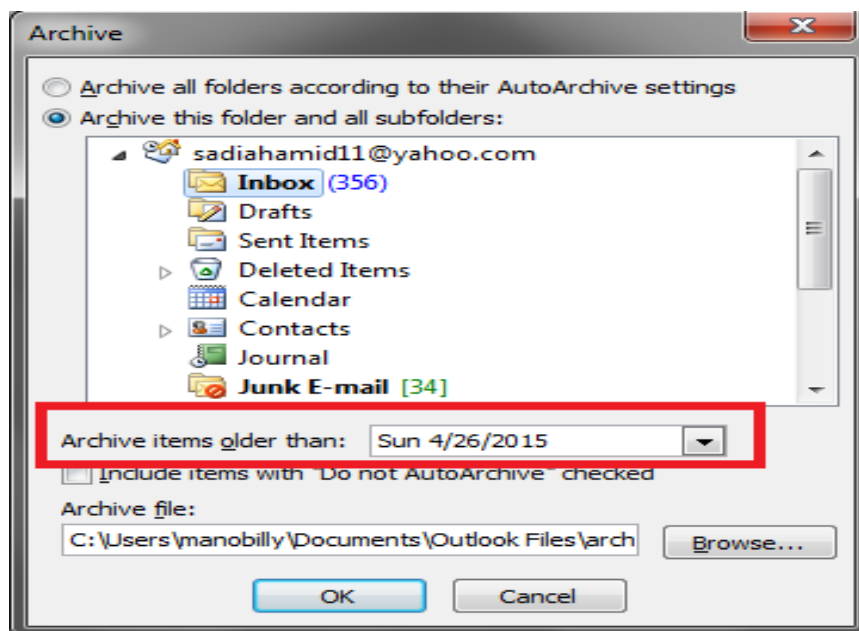 Archive
Archive all folders according to their AutoArchive settings
Archive this folder and all subfolders:
sadiahamid11@yahoo.com
Inbox (356)
Drafts
Sent Items
Deleted Items
Calendar
Contacts
Journal
Junk E-mail [34]
Archive items older than: Sun 4/26/2015
Include items with "Do not AutoArchive" checked
Archive file:
C:\Users\manobilly\Documents\Outlook Files\arch Browse...
OK Cancel